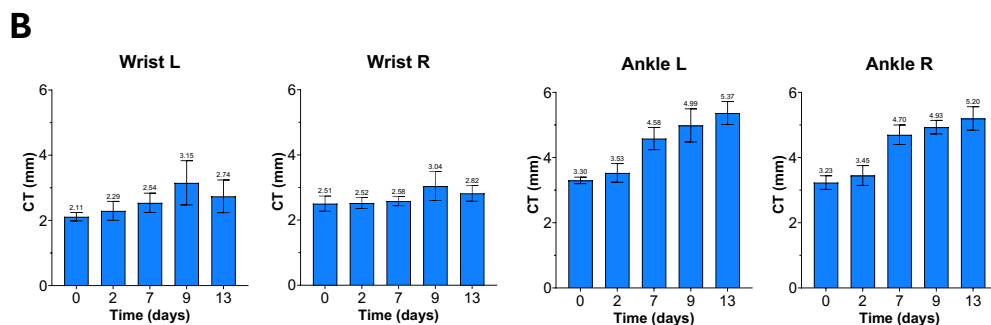 B
Wrist L
CT (mm)
6
4
2
0
2.11
2.29
2.54
3.15
2.74
0 2 7 9 13
Time (days)
Wrist R
CT (mm)
6
4
2
0
2.51
2.52
2.58
3.04
2.82
0 2 7 9 13
Time (days)
Ankle L
CT (mm)
6
4
2
0
3.30
3.53
4.58
4.99
5.37
0 2 7 9 13
Time (days)
Ankle R
CT (mm)
6
4
2
0
3.23
3.45
4.70
4.93
5.20
0 2 7 9 13
Time (days)